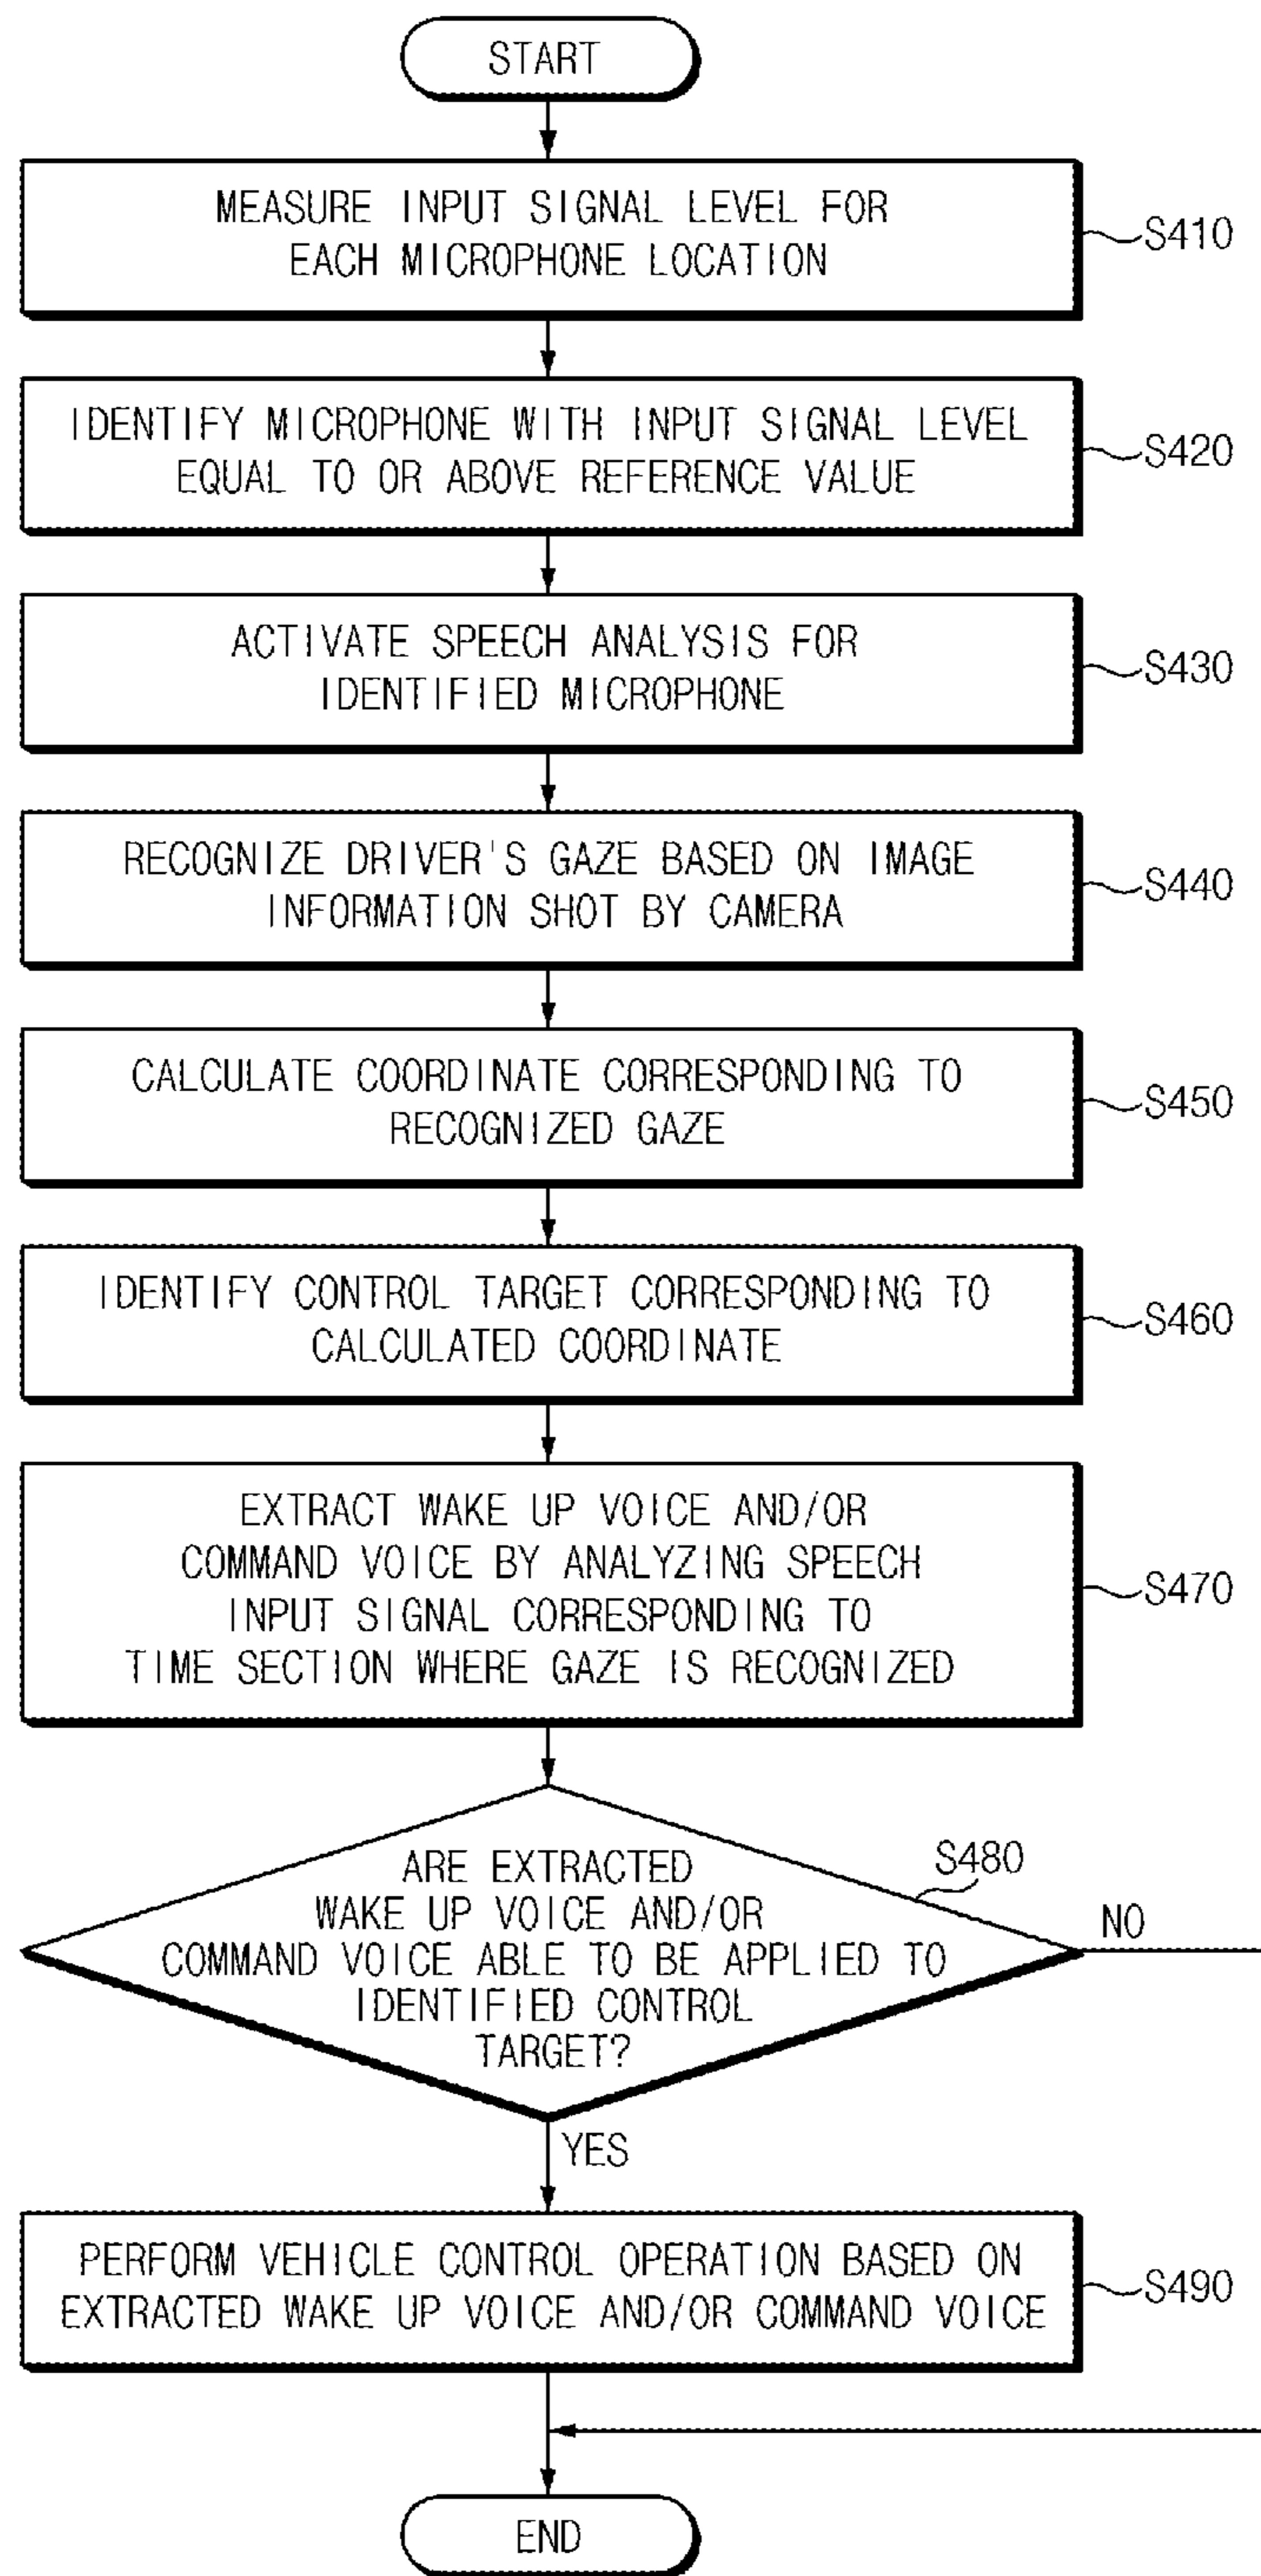 START
MEASURE INPUT SIGNAL LEVEL FOR
EACH MICROPHONE LOCATION
S410
IDENTIFY MICROPHONE WITH INPUT SIGNAL LEVEL
EQUAL TO OR ABOVE REFERENCE VALUE
S420
ACTIVATE SPEECH ANALYSIS FOR
IDENTIFIED MICROPHONE
S430
RECOGNIZE DRIVER'S GAZE BASED ON IMAGE
INFORMATION SHOT BY CAMERA
S440
CALCULATE COORDINATE CORRESPONDING TO
RECOGNIZED GAZE
S450
IDENTIFY CONTROL TARGET CORRESPONDING TO
CALCULATED COORDINATE
S460
EXTRACT WAKE UP VOICE AND/OR
COMMAND VOICE BY ANALYZING SPEECH
INPUT SIGNAL CORRESPONDING TO
TIME SECTION WHERE GAZE IS RECOGNIZED
S470
ARE EXTRACTED
WAKE UP VOICE AND/OR
COMMAND VOICE ABLE TO BE APPLIED TO
IDENTIFIED CONTROL
TARGET?
S480
NO
YES
PERFORM VEHICLE CONTROL OPERATION BASED ON
EXTRACTED WAKE UP VOICE AND/OR COMMAND VOICE
S490
END